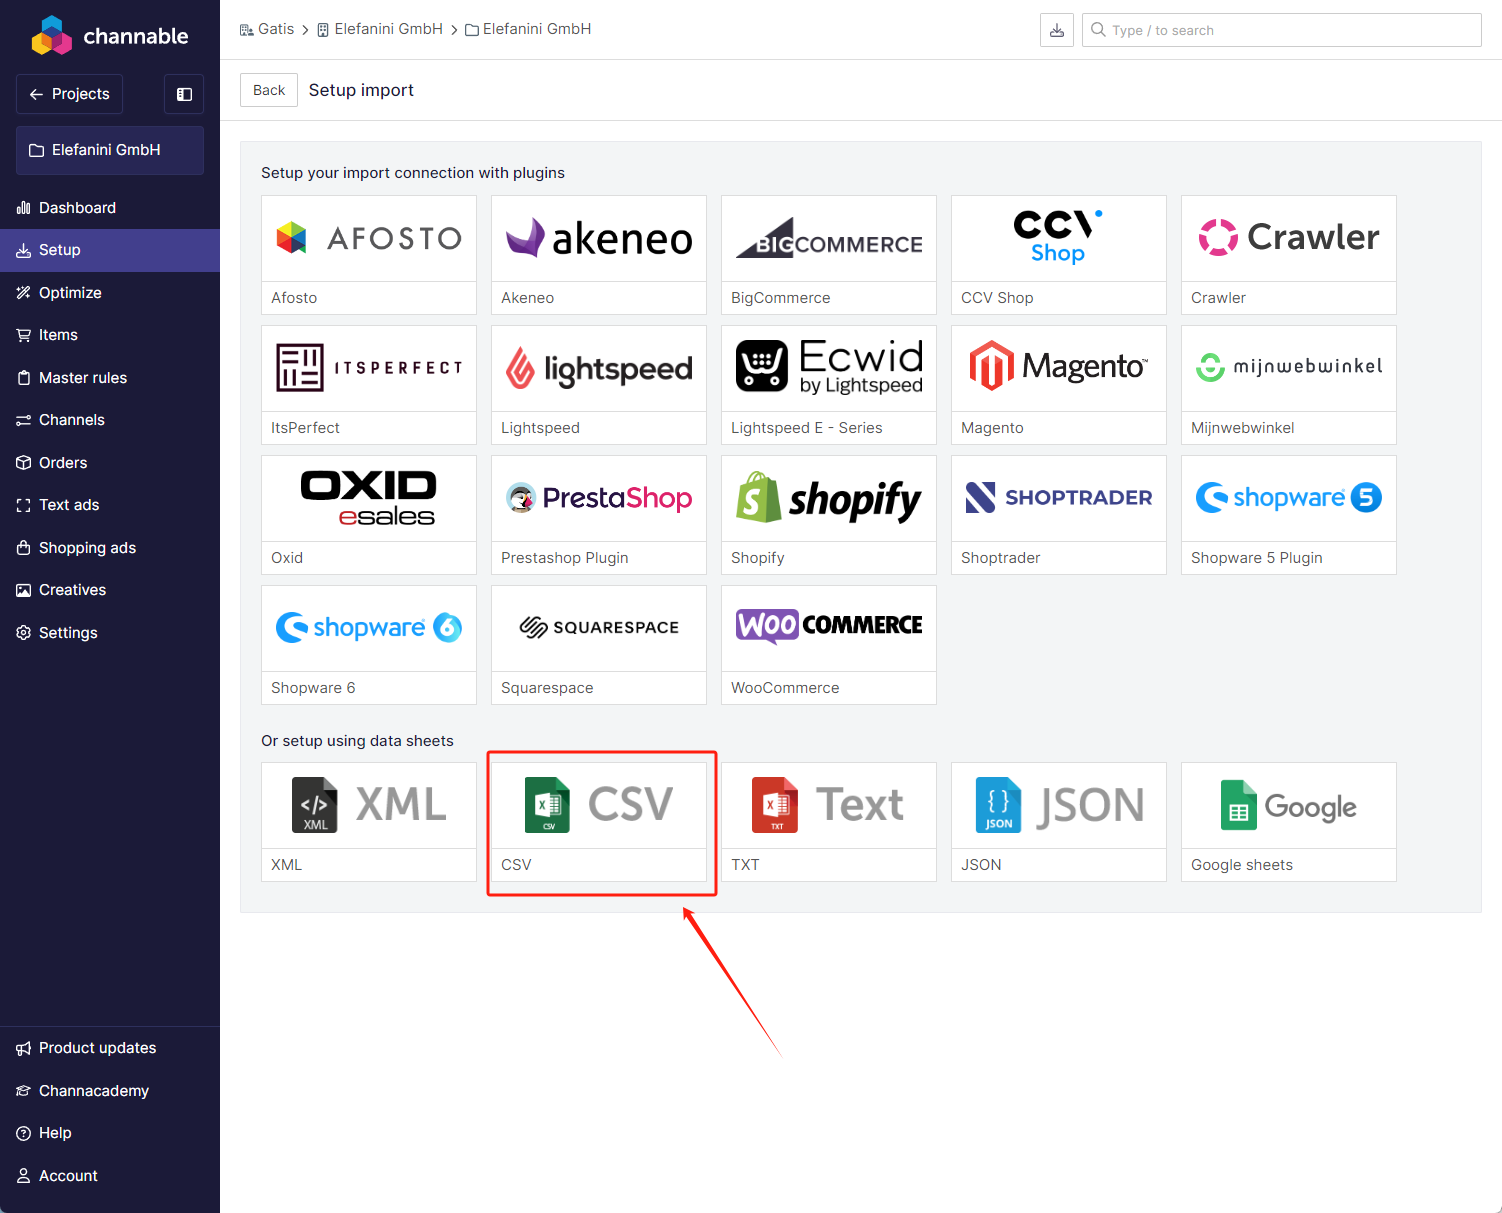 channable
Projects
Elefanini GmbH
Dashboard
Setup
Optimize
Items
Master rules
Channels
Orders
Text ads
Shopping ads
Creatives
Settings
Product updates
Channacademy
Help
Account
Gatis > Elefanini GmbH > Elefanini GmbH
Type / to search
Back Setup import
Setup your import connection with plugins
AFOSTO
Afosto
akeneo
Akeneo
BIGCOMMERCE
BigCommerce
CCV
Shop
CCV Shop
Crawler
Crawler
ITSPERFECT
ItsPerfect
lightspeed
Lightspeed
Ecwid
by Lightspeed
Lightspeed E - Series
Magento™
Magento
mijnwebwinkel
Mijnwebwinkel
OXID
esales
Oxid
PrestaShop
Prestashop Plugin
shopify
Shopify
SHOPTRADER
Shoptrader
shopware 5
Shopware 5 Plugin
shopware 6
Shopware 6
SQUARESPACE
Squarespace
WOO COMMERCE
WooCommerce
Or setup using data sheets
</> XML XML
XML
X CSV CSV
CSV
X TXT Text
TXT
{ } JSON JSON
JSON
Google
Google sheets